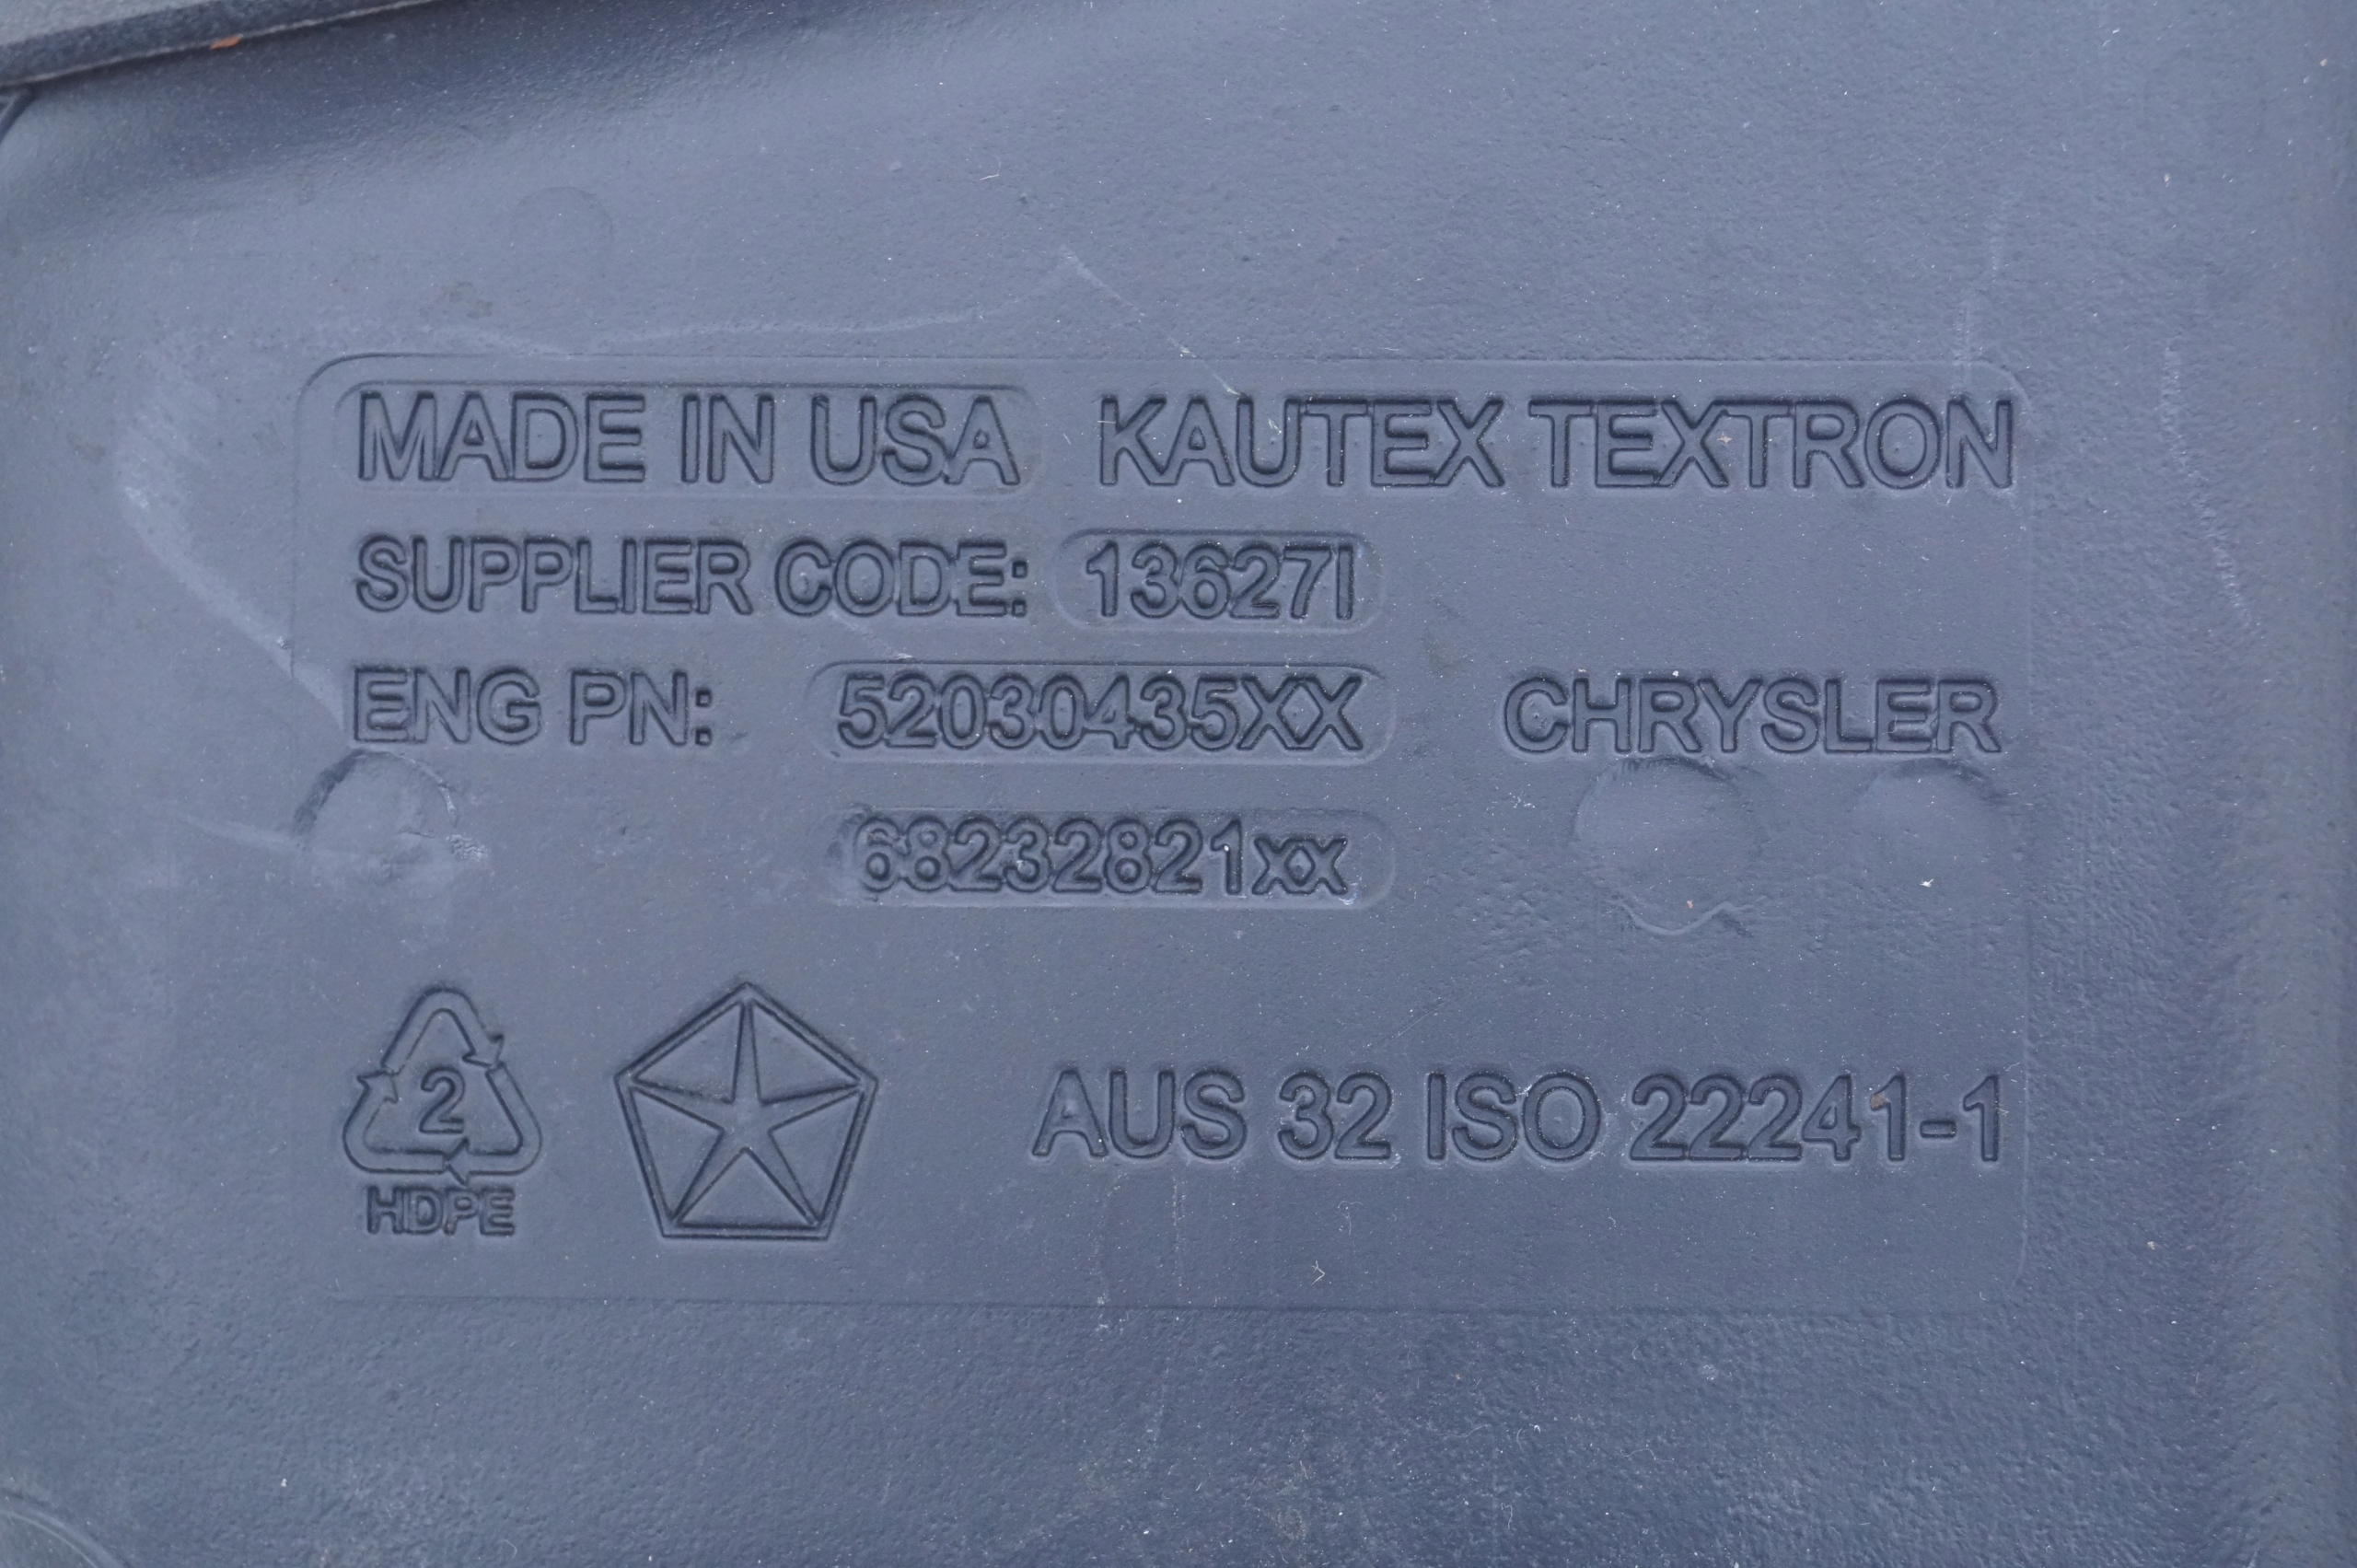 MADE IN USA KAUTEX TEXTRON
SUPPLIER CODE: 13627I
ENG PN: 52030435XX CHRYSLER
68232821xx
2
HDPE
AUS 32 ISO 22241-1